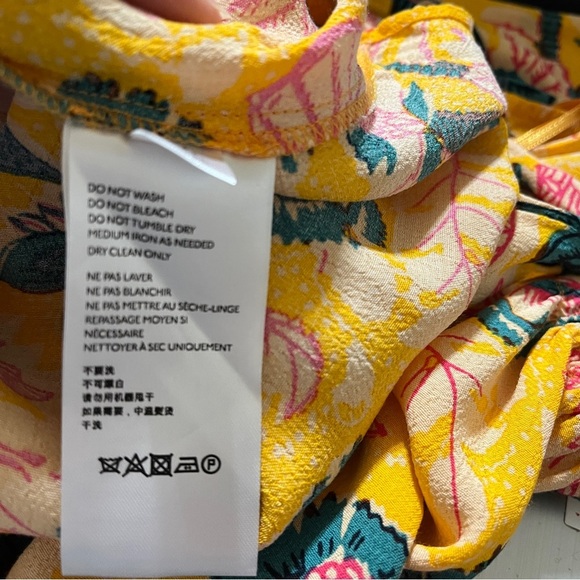 DO NOT WASH
DO NOT BLEACH
DO NOT TUMBLE DRY
MEDIUM IRON AS NEEDED
DRY CLEAN ONLY
NE PAS LAVER
NE PAS BLANCHIR
NE PAS METTRE AU SÈCHE-LINGE
REPASSAGE MOYEN SI
NÉCESSAIRE
NETTOYER À SEC UNIQUEMENT
不廣洗
不可漂白
请勿用机器甩干
如果需要，中温熨烫
干洗
P